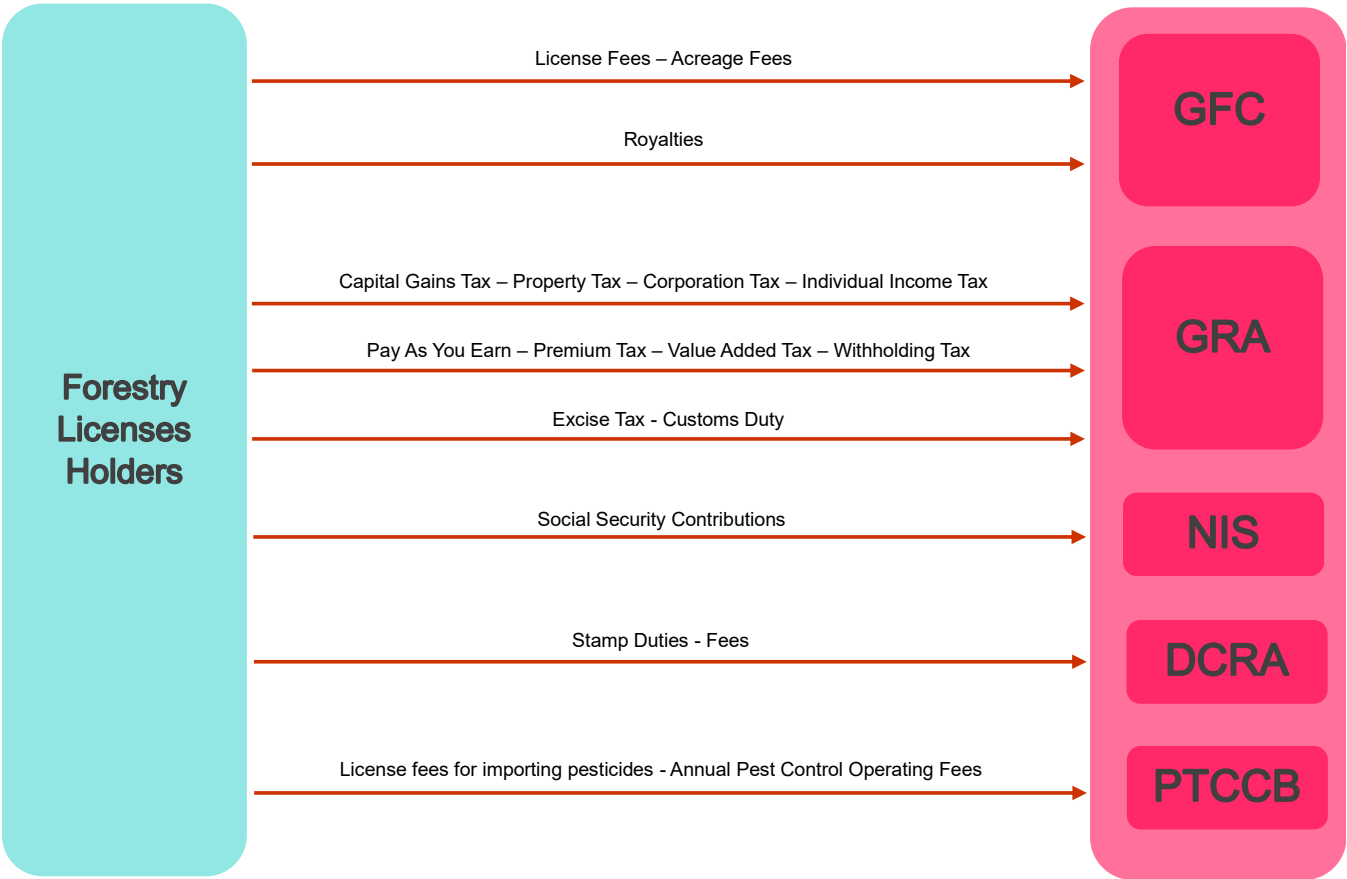 License Fees – Acreage Fees
GFC
Royalties
Capital Gains Tax – Property Tax – Corporation Tax – Individual Income Tax
GRA
Pay As You Earn – Premium Tax – Value Added Tax – Withholding Tax
Forestry
Licenses
Holders
Excise Tax - Customs Duty
Social Security Contributions
NIS
Stamp Duties - Fees
DCRA
License fees for importing pesticides - Annual Pest Control Operating Fees
PTCCB